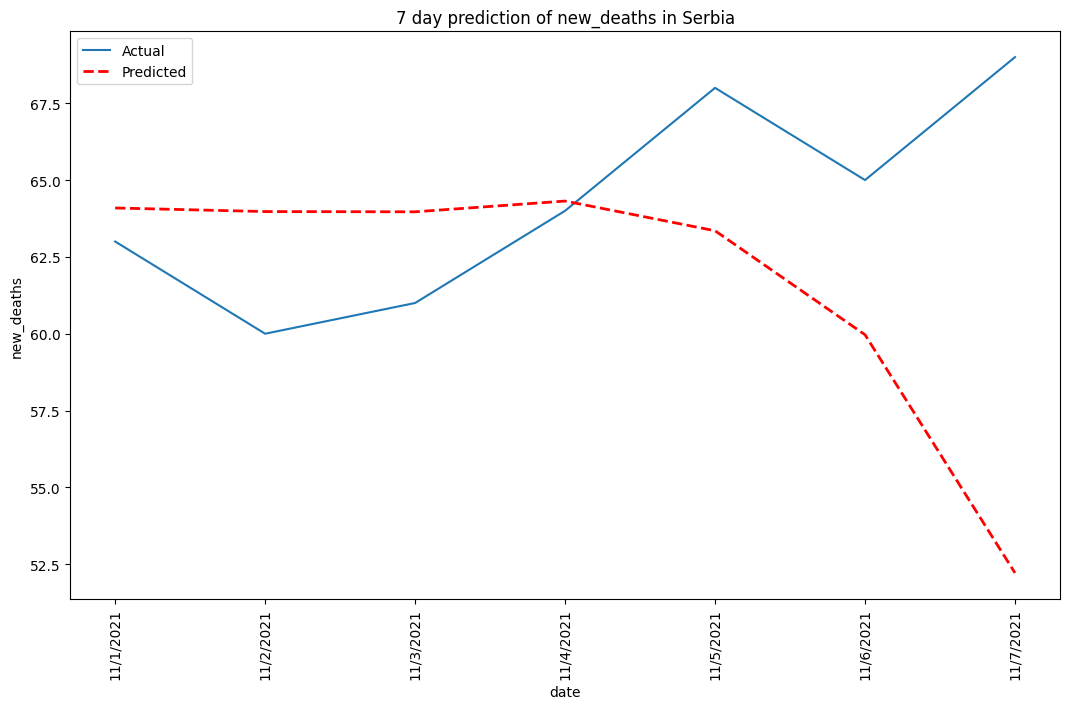 7 day prediction of new_deaths in Serbia
Actual
Predicted
new_deaths
67.5
65.0
62.5
60.0
57.5
55.0
52.5
11/1/2021
11/2/2021
11/3/2021
11/4/2021
11/5/2021
11/6/2021
11/7/2021
date